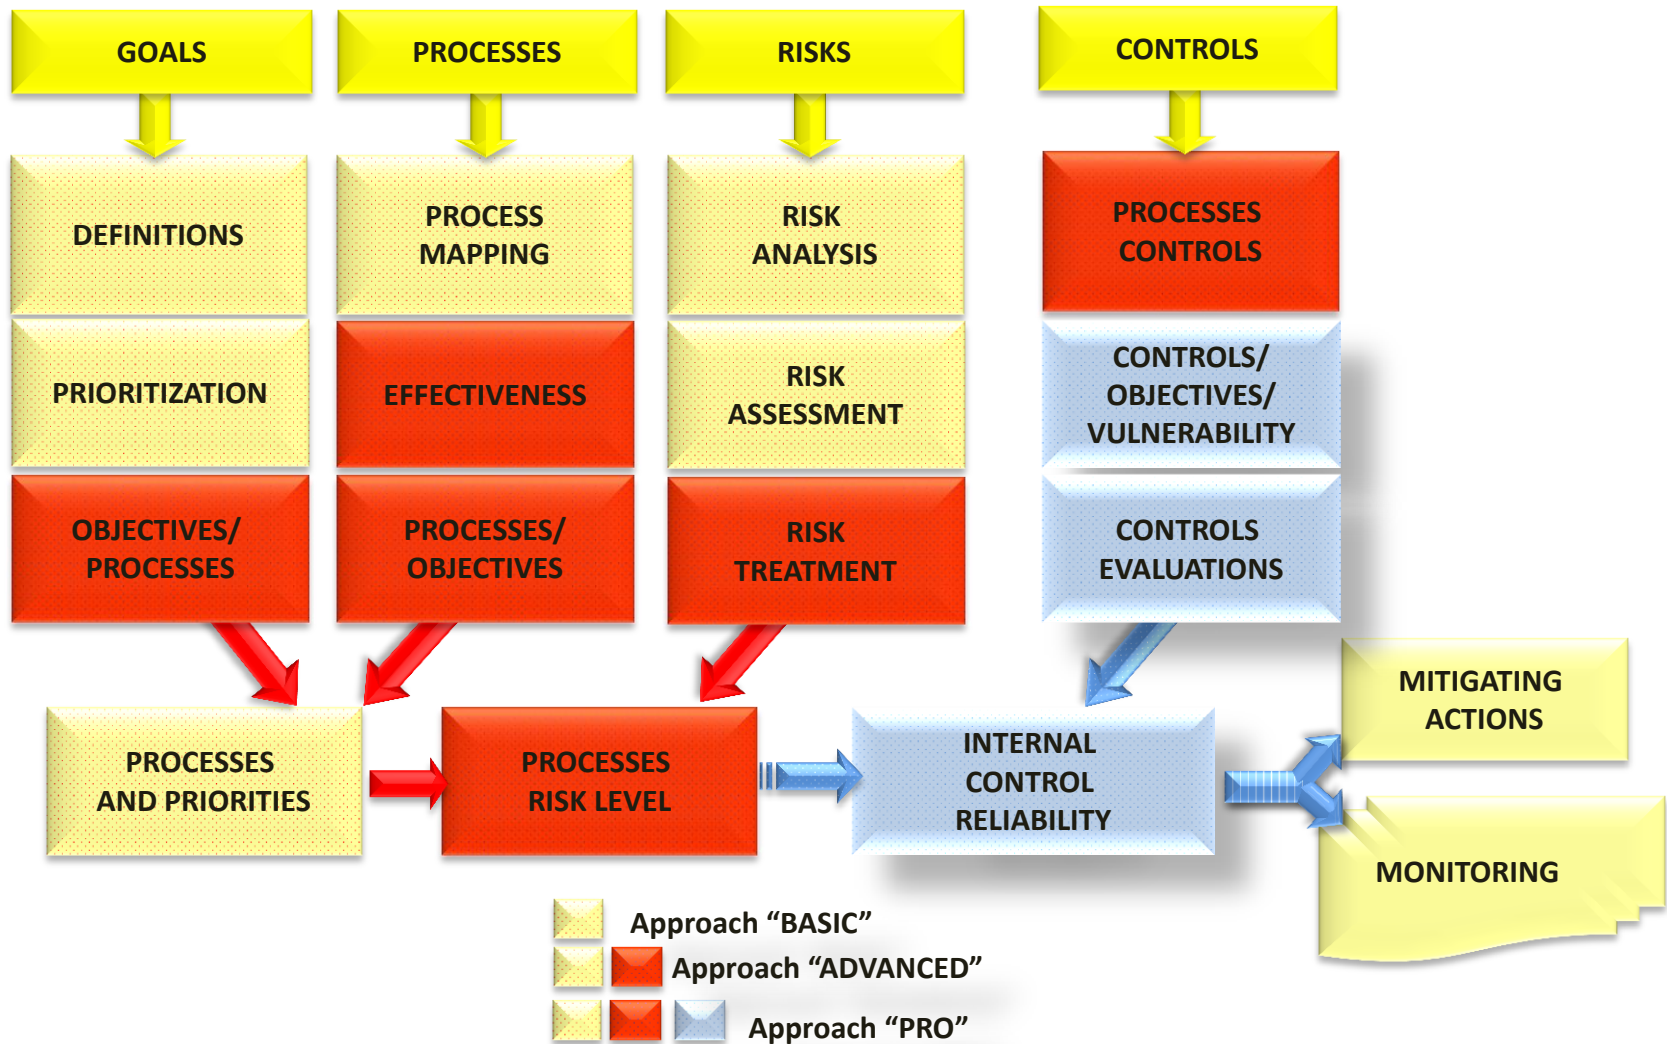 GOALS
PROCESSES
RISKS
CONTROLS
DEFINITIONS
PROCESS
MAPPING
RISK
ANALYSIS
PROCESSES
CONTROLS
PRIORITIZATION
EFFECTIVENESS
RISK
ASSESSMENT
CONTROLS/
OBJECTIVES/
VULNERABILITY
OBJECTIVES/
PROCESSES
PROCESSES/
OBJECTIVES
RISK
TREATMENT
CONTROLS
EVALUATIONS
PROCESSES
AND PRIORITIES
PROCESSES
RISK LEVEL
INTERNAL
CONTROL
RELIABILITY
MITIGATING
ACTIONS
MONITORING
Approach “BASIC”
Approach “ADVANCED”
Approach “PRO”